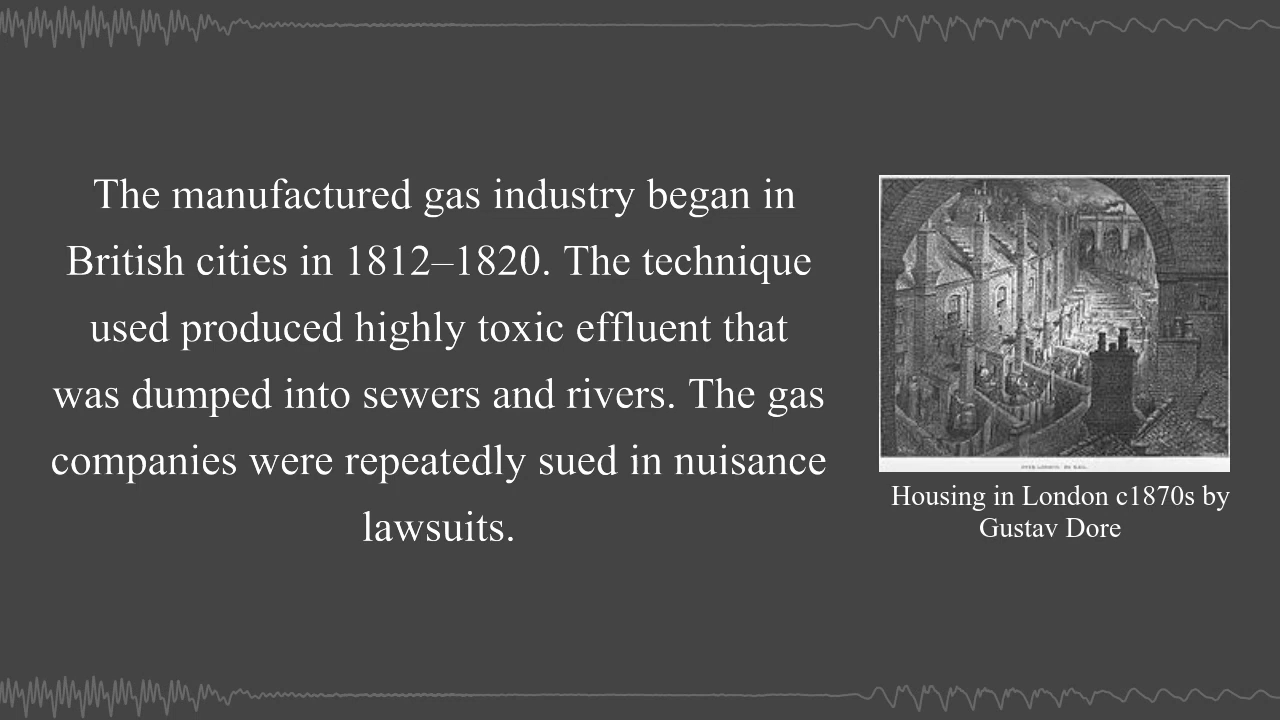 The manufactured gas industry began in
British cities in 1812–1820. The technique
used produced highly toxic effluent that
was dumped into sewers and rivers. The gas
companies were repeatedly sued in nuisance
lawsuits.
Housing in London c1870s by
Gustav Dore